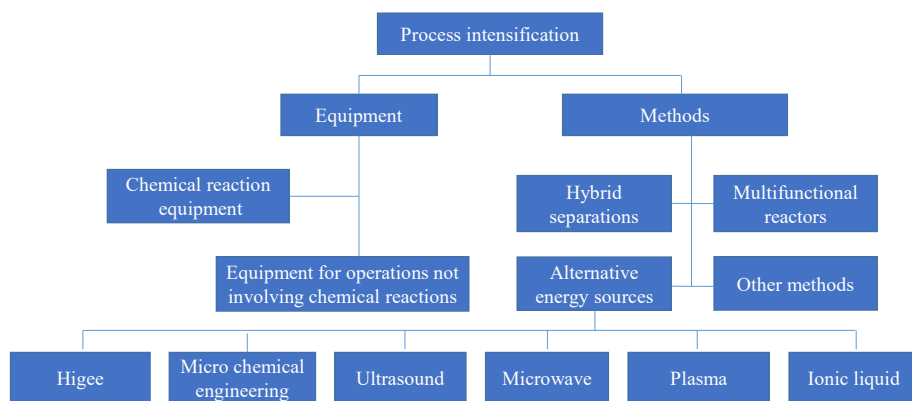 Process intensification
Equipment
Methods
Chemical reaction
equipment
Hybrid
separations
Multifunctional
reactors
Equipment for operations not
involving chemical reactions
Alternative
energy sources
Other methods
Higee
Micro chemical
engineering
Ultrasound
Microwave
Plasma
Ionic liquid